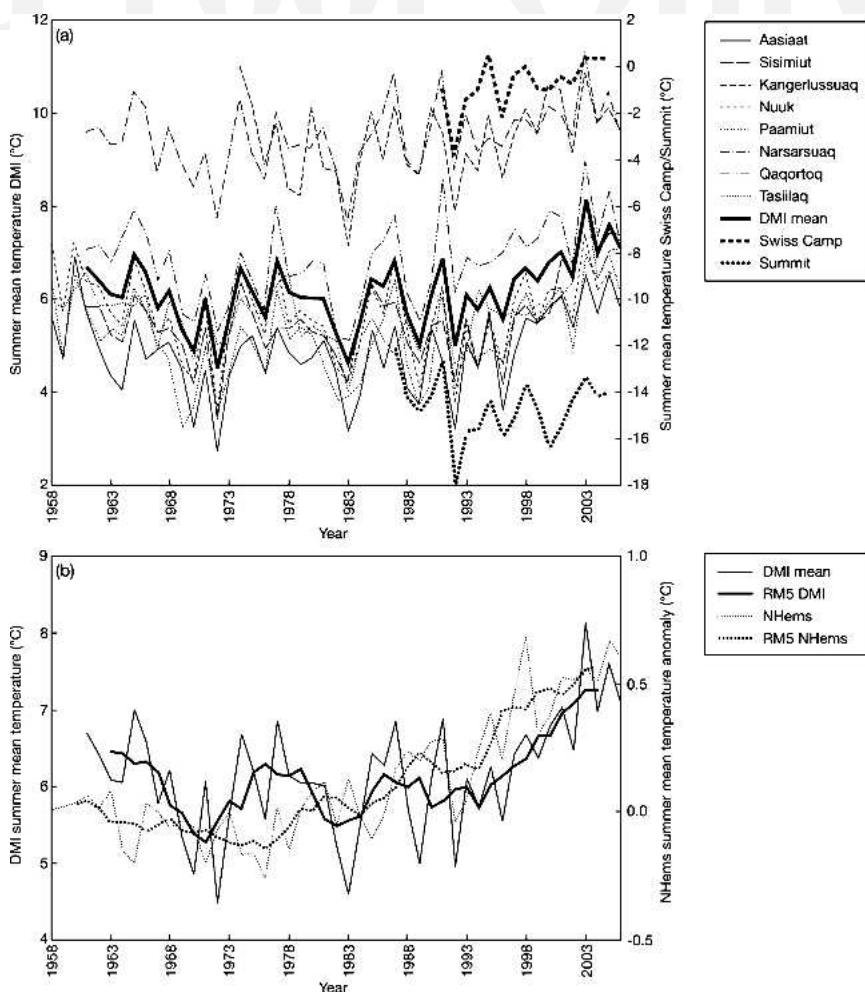 (a)
12
10
8
6
4
2
Summer mean temperature DMI (°C)
2
0
-2
-4
-6
-8
-10
-12
-14
-16
-18
Summer mean temperature Swiss Camp/Summit (°C)
1958
1963
1968
1973
1978
1983
1988
1993
1998
2003
Year
Aasiaat
Sisimiut
Kangerlussuaq
Nuuk
Paamiut
Narsarsuaq
Qaqortoq
Tasiilaq
DMI mean
Swiss Camp
Summit
(b)
9
8
7
6
5
4
DMI summer mean temperature (°C)
1.0
0.5
0.0
-0.5
NHems summer mean temperature anomaly (°C)
1958
1963
1968
1973
1978
1983
1988
1993
1998
2003
Year
DMI mean
RM5 DMI
NHems
RM5 NHems